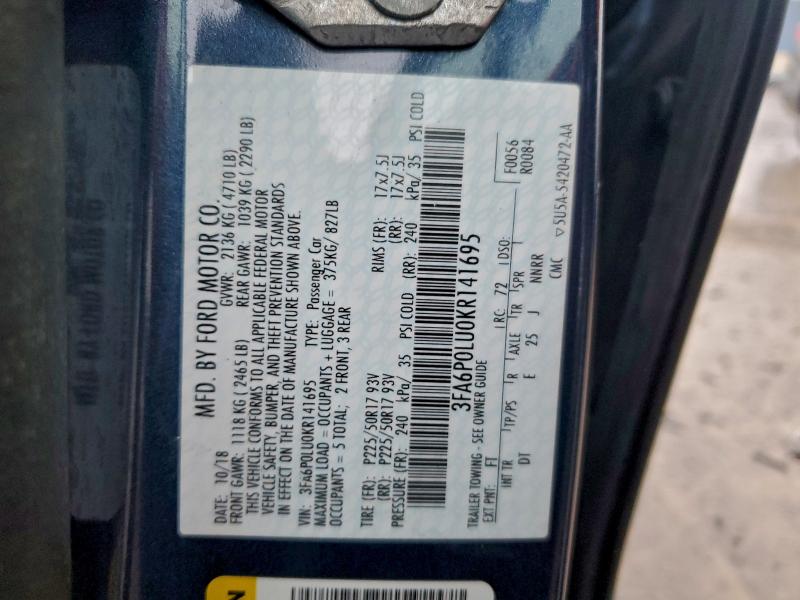 MFD. BY FORD MOTOR CO.
DATE: 10/18 GVWR: 2136 KG ( 4710 LB)
FRONT GAWR: 1118 KG ( 2465 LB) REAR GAWR: 1039 KG ( 2290 LB)
THIS VEHICLE CONFORMS TO ALL APPLICABLE FEDERAL MOTOR
VEHICLE SAFETY, BUMPER, AND THEFT PREVENTION STANDARDS
IN EFFECT ON THE DATE OF MANUFACTURE SHOWN ABOVE.
VIN: 3FA6P0LU0KR141695 TYPE: Passenger Car
MAXIMUM LOAD = OCCUPANTS + LUGGAGE = 375KG/ 827LB
OCCUPANTS = 5 TOTAL; 2 FRONT, 3 REAR
TIRE (FR): P225/50R17 93V RIMS (FR): 17x7.5J
(RR): P225/50R17 93V (RR): 17x7.5J
PRESSURE (FR): 240 kPa/ 35 PSI COLD (RR): 240 kPa/ 35 PSI COLD
3FA6P0LU0KR141695
TRAILER TOWING - SEE OWNER GUIDE
EXT PNT: FT RC: 72 DSO: F0056
R0084
INT TR TP/PS R AXLE TR SPR
DT E 25 J NNRR
CMC ▽5U5A-5420472-AA
N